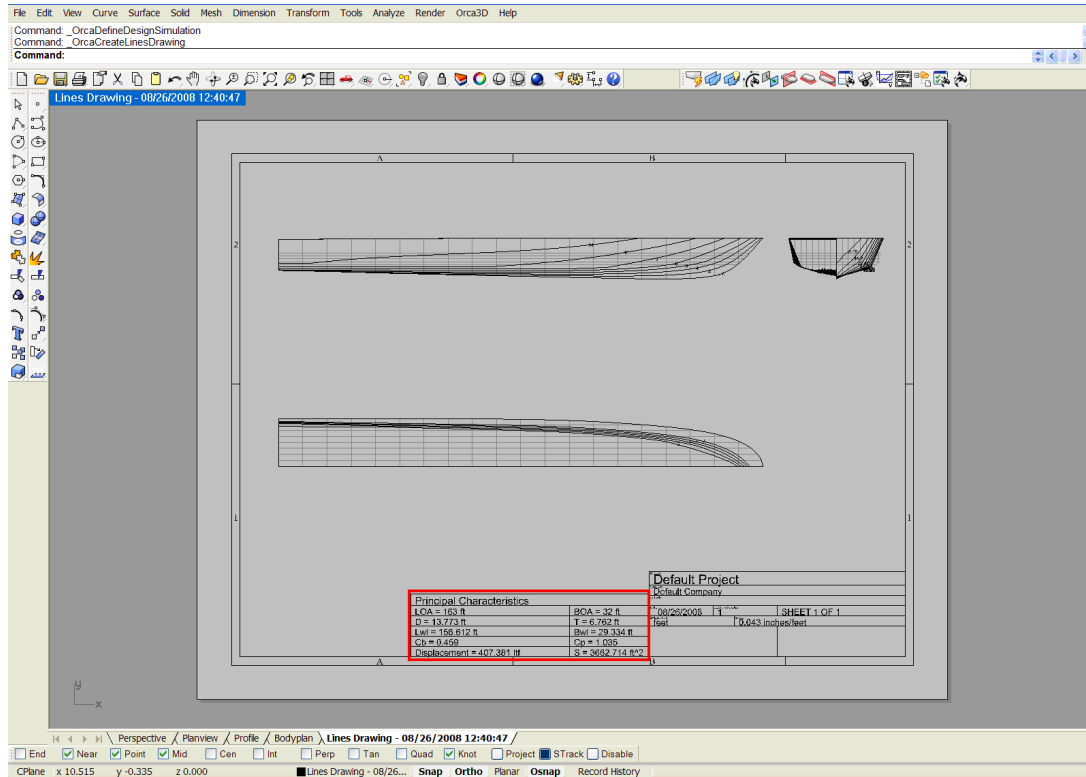 File Edit View Curve Surface Solid Mesh Dimension Transform Tools Analyze Render Orca3D Help
Command: _OrcaDefineDesignSimulation
Command: _OrcaCreateLinesDrawing
Command:
Lines Drawing - 08/26/2008 12:40:47
A B
2 2
1 1
Default Project
Default Company
Principal Characteristics
LOA = 163 ft BOA = 32 ft 08/26/2008 1 SHEET 1 OF 1
D = 13.773 ft T = 6.762 ft feet 0.043 inches/feet
Lwl = 156.612 ft Bwl = 29.334 ft
Cb = 0.459 Cp = 1.035
Displacement = 407.381 ltf S = 3662.714 ft^2
A B
y
x
Perspective Planview Profile Bodyplan Lines Drawing - 08/26/2008 12:40:47
End Near Point Mid Cen Int Perp Tan Quad Knot Project STrack Disable
CPlane x 10.515 y -0.335 z 0.000 Lines Drawing - 08/26... Snap Ortho Planar Osnap Record History